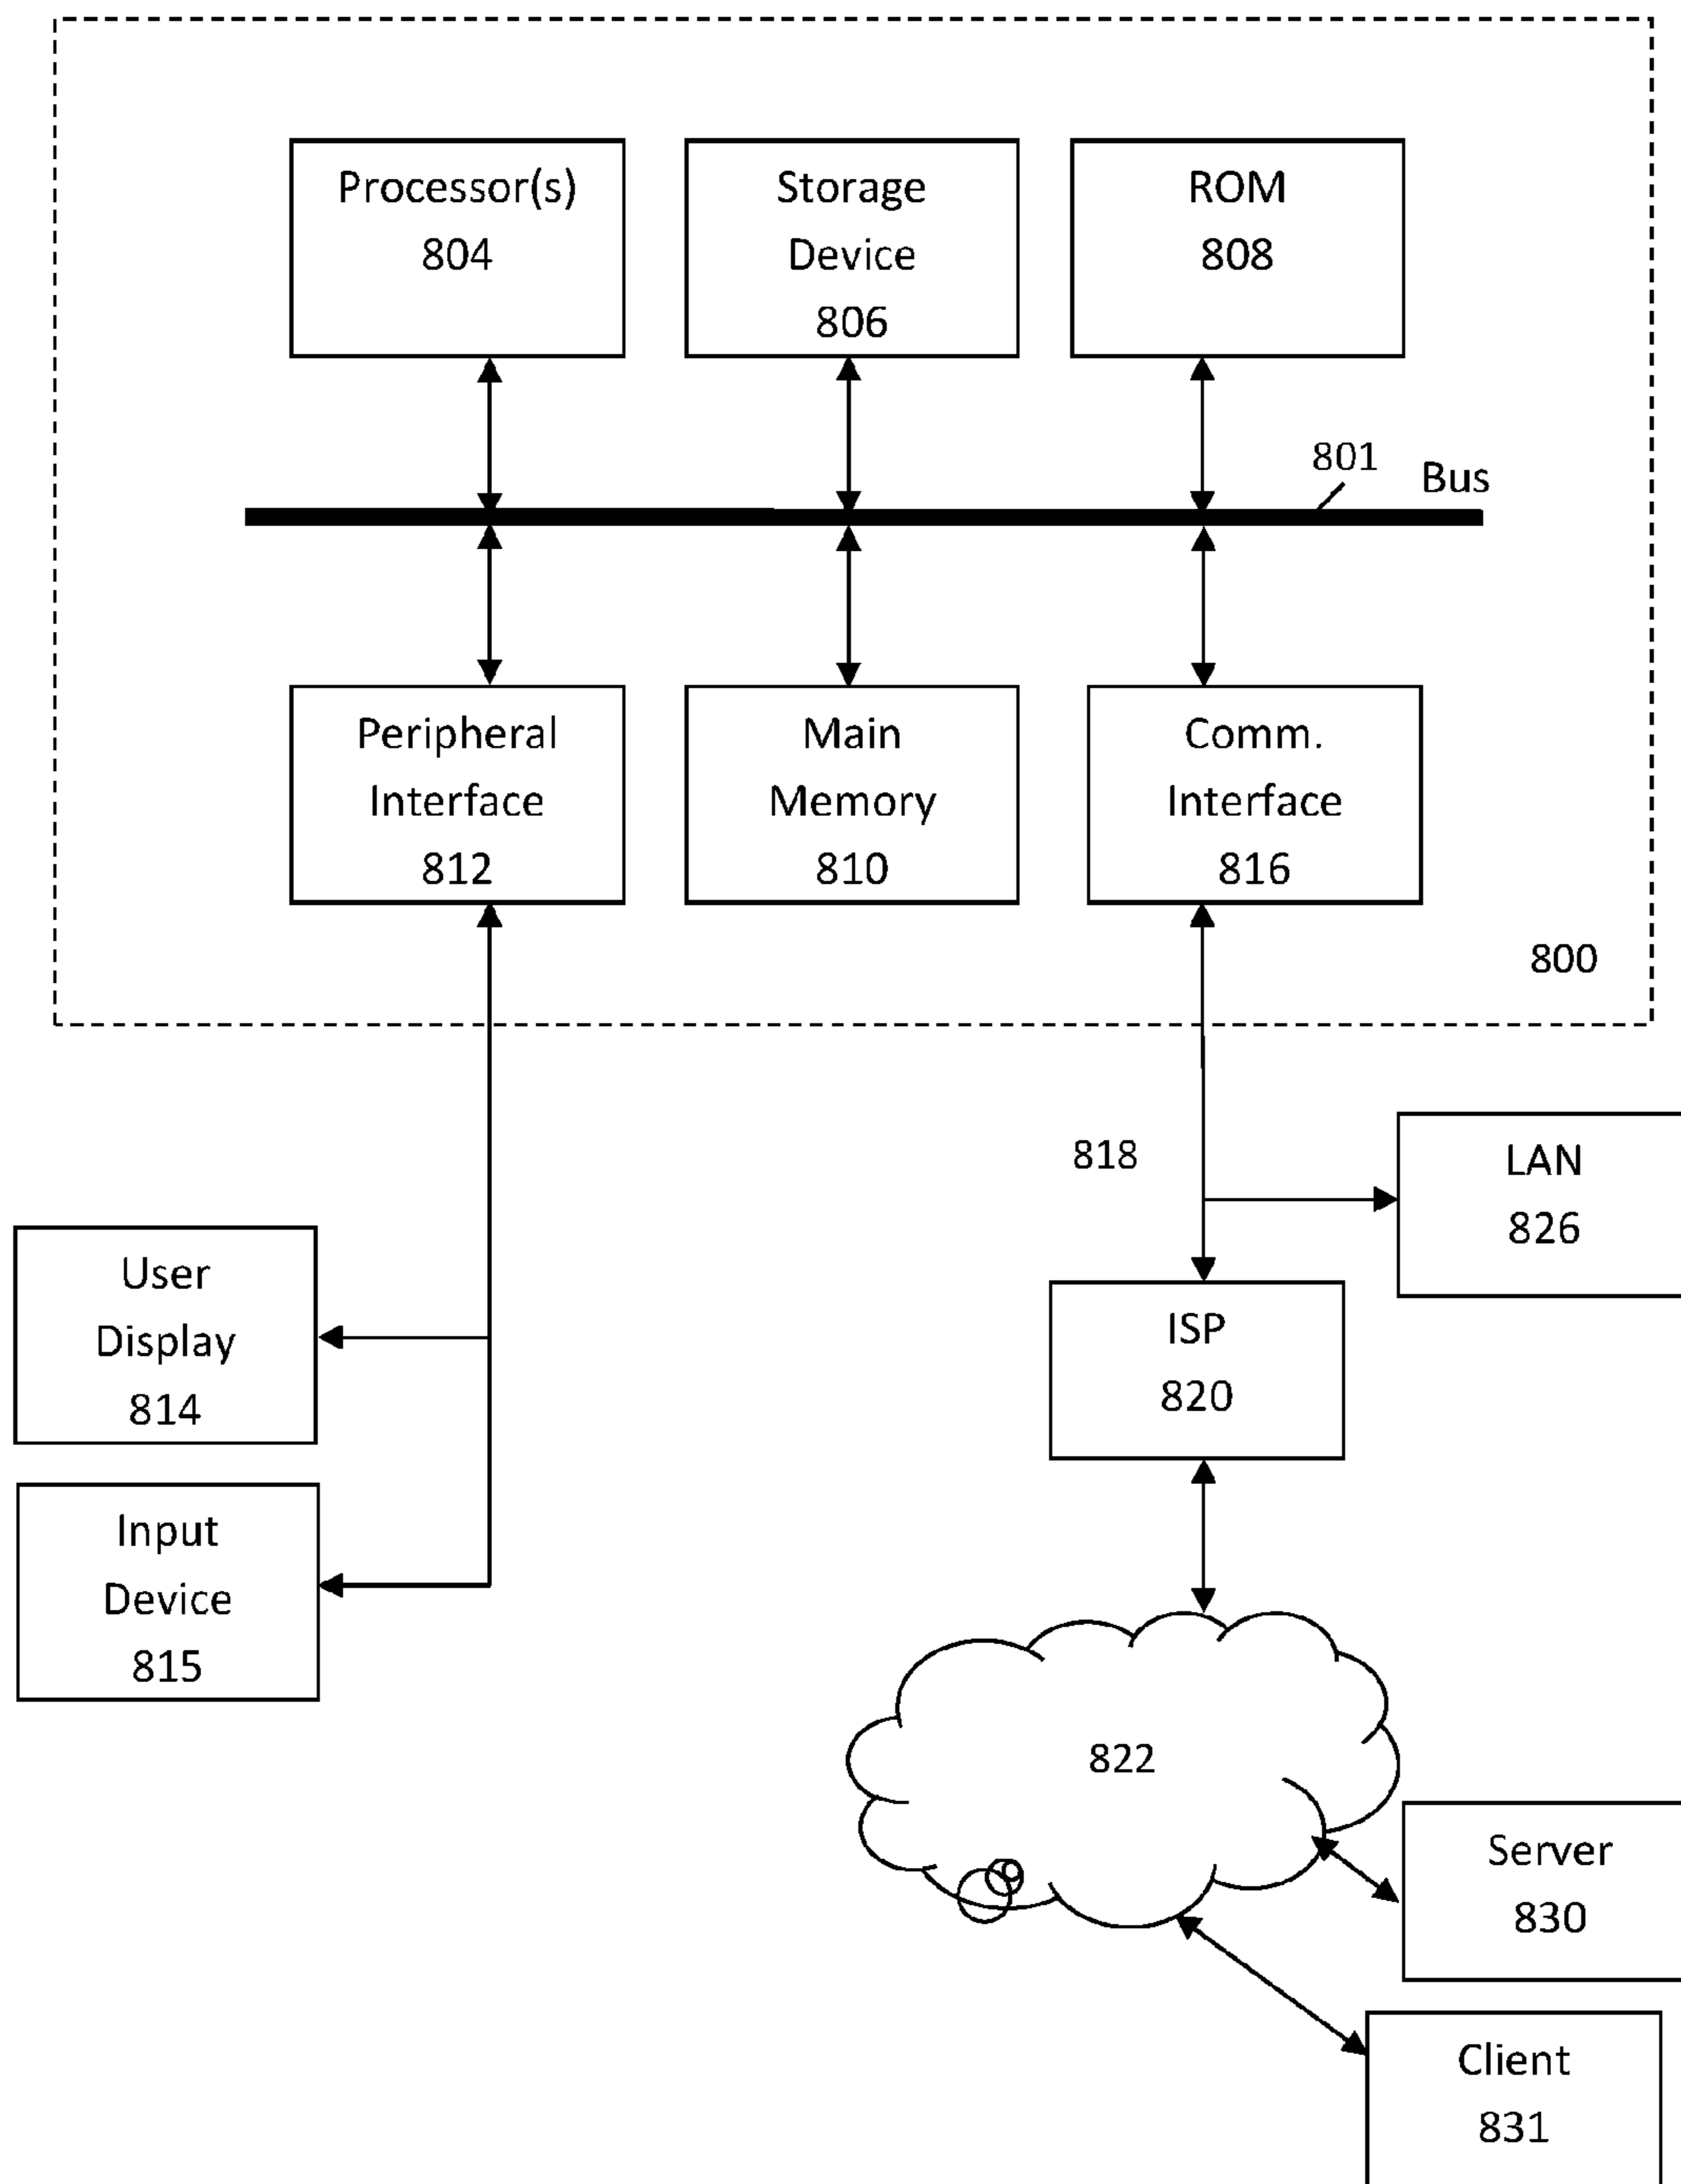 Processor(s)
804
Storage
Device
806
ROM
808
801
Bus
Peripheral
Interface
812
Main
Memory
810
Comm.
Interface
816
800
818
LAN
826
User
Display
814
ISP
820
Input
Device
815
822
Server
830
Client
831